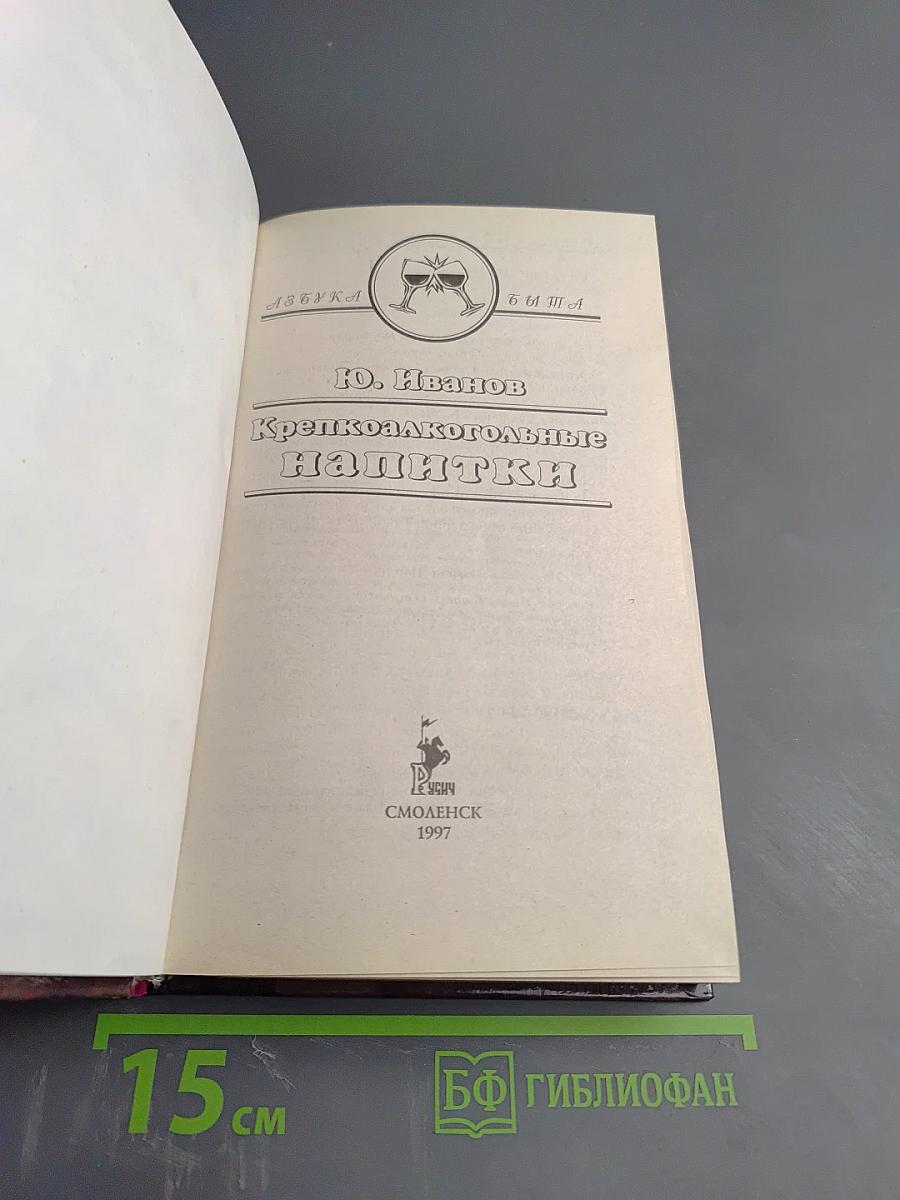 АЗБУКА БЫТА
Ю. Иванов
Крепкоалкогольные
напитки
Русич
СМОЛЕНСК
1997
15 см
БФ ГИБЛИОФАН